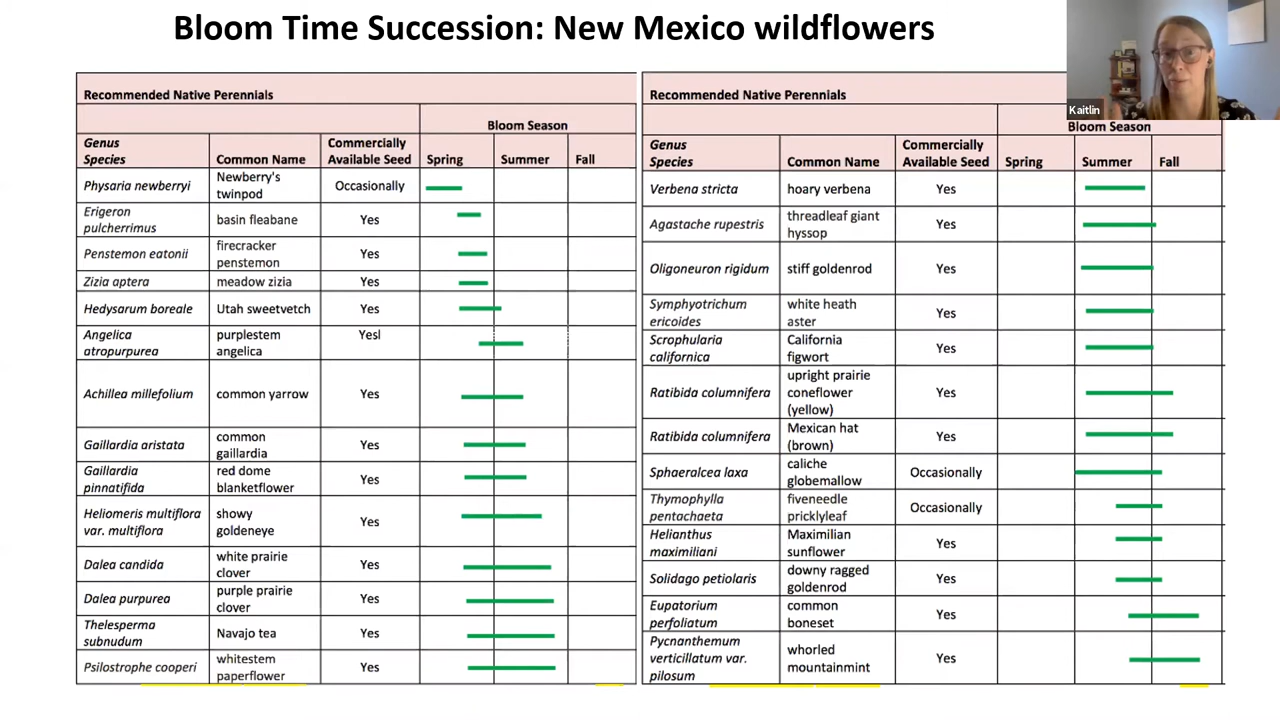 Bloom Time Succession: New Mexico wildflowers
Kaitlin
Recommended Native Perennials
Bloom Season
Genus Species Common Name Commercially Available Seed Spring Summer Fall
Physaria newberryi Newberry's twinpod Occasionally
Erigeron pulcherrimus basin fleabane Yes
Penstemon eatonii firecracker penstemon Yes
Zizia aptera meadow zizia Yes
Hedysarum boreale Utah sweetvetch Yes
Angelica atropurpurea purplestem angelica Yesl
Achillea millefolium common yarrow Yes
Gaillardia aristata common gaillardia Yes
Gaillardia pinnatifida red dome blanketflower Yes
Heliomeris multiflora var. multiflora showy goldeneye Yes
Dalea candida white prairie clover Yes
Dalea purpurea purple prairie clover Yes
Thelesperma subnudum Navajo tea Yes
Psilostrophe cooperi whitestem paperflower Yes
Recommended Native Perennials
Bloom Season
Genus Species Common Name Commercially Available Seed Spring Summer Fall
Verbena stricta hoary verbena Yes
Agastache rupestris threadleaf giant hyssop Yes
Oligoneuron rigidum stiff goldenrod Yes
Symphyotrichum ericoides white heath aster Yes
Scrophularia californica California figwort Yes
Ratibida columnifera upright prairie coneflower (yellow) Yes
Ratibida columnifera Mexican hat (brown) Yes
Sphaeralcea laxa caliche globemallow Occasionally
Thymophylla pentachaeta fiveneedle pricklyleaf Occasionally
Helianthus maximiliani Maximilian sunflower Yes
Solidago petiolaris downy ragged goldenrod Yes
Eupatorium perfoliatum common boneset Yes
Pycnanthemum verticillatum var. pilosum whorled mountainmint Yes